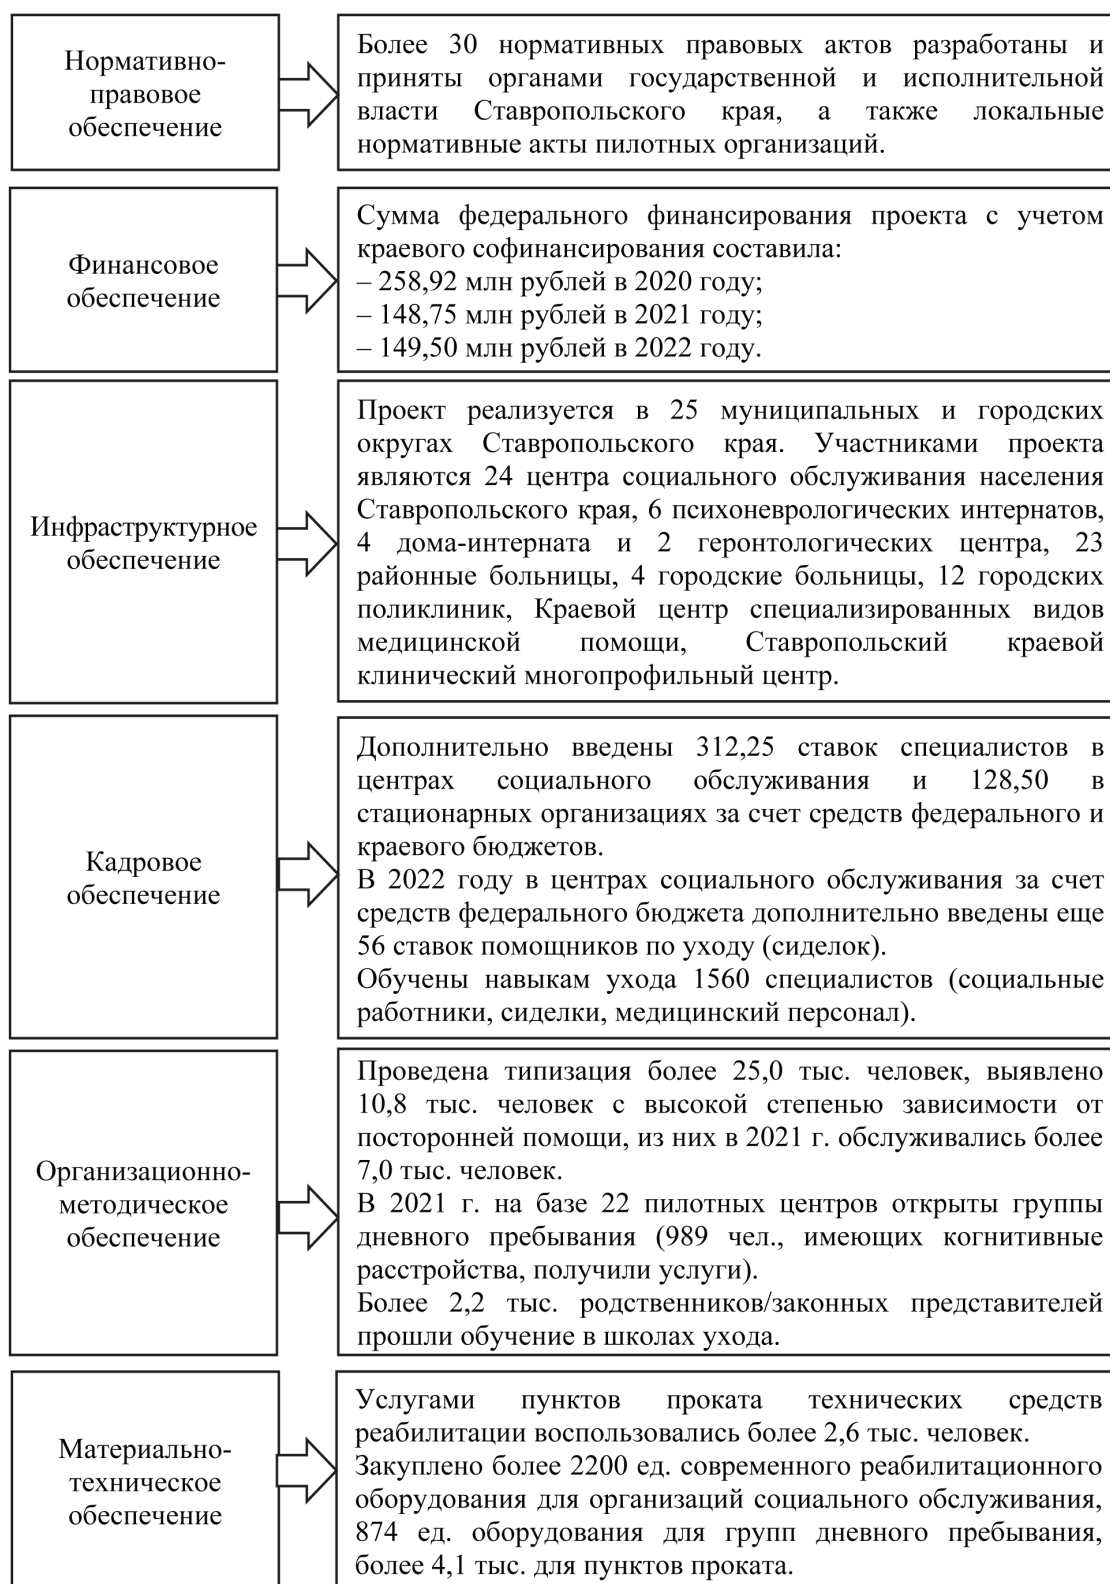 Нормативно-
правовое
обеспечение
Более 30 нормативных правовых актов разработаны и
приняты органами государственной и исполнительной
власти Ставропольского края, а также локальные
нормативные акты пилотных организаций.
Финансовое
обеспечение
Сумма федерального финансирования проекта с учетом
краевого софинансирования составила:
– 258,92 млн рублей в 2020 году;
– 148,75 млн рублей в 2021 году;
– 149,50 млн рублей в 2022 году.
Инфраструктурное
обеспечение
Проект реализуется в 25 муниципальных и городских
округах Ставропольского края. Участниками проекта
являются 24 центра социального обслуживания населения
Ставропольского края, 6 психоневрологических интернатов,
4 дома-интерната и 2 геронтологических центра, 23
районные больницы, 4 городские больницы, 12 городских
поликлиник, Краевой центр специализированных видов
медицинской помощи, Ставропольский краевой
клинический многопрофильный центр.
Кадровое
обеспечение
Дополнительно введены 312,25 ставок специалистов в
центрах социального обслуживания и 128,50 в
стационарных организациях за счет средств федерального и
краевого бюджетов.
В 2022 году в центрах социального обслуживания за счет
средств федерального бюджета дополнительно введены еще
56 ставок помощников по уходу (сиделок).
Обучены навыкам ухода 1560 специалистов (социальные
работники, сиделки, медицинский персонал).
Организационно-
методическое
обеспечение
Проведена типизация более 25,0 тыс. человек, выявлено
10,8 тыс. человек с высокой степенью зависимости от
посторонней помощи, из них в 2021 г. обслуживались более
7,0 тыс. человек.
В 2021 г. на базе 22 пилотных центров открыты группы
дневного пребывания (989 чел., имеющих когнитивные
расстройства, получили услуги).
Более 2,2 тыс. родственников/законных представителей
прошли обучение в школах ухода.
Материально-
техническое
обеспечение
Услугами пунктов проката технических средств
реабилитации воспользовались более 2,6 тыс. человек.
Закуплено более 2200 ед. современного реабилитационного
оборудования для организаций социального обслуживания,
874 ед. оборудования для групп дневного пребывания,
более 4,1 тыс. для пунктов проката.